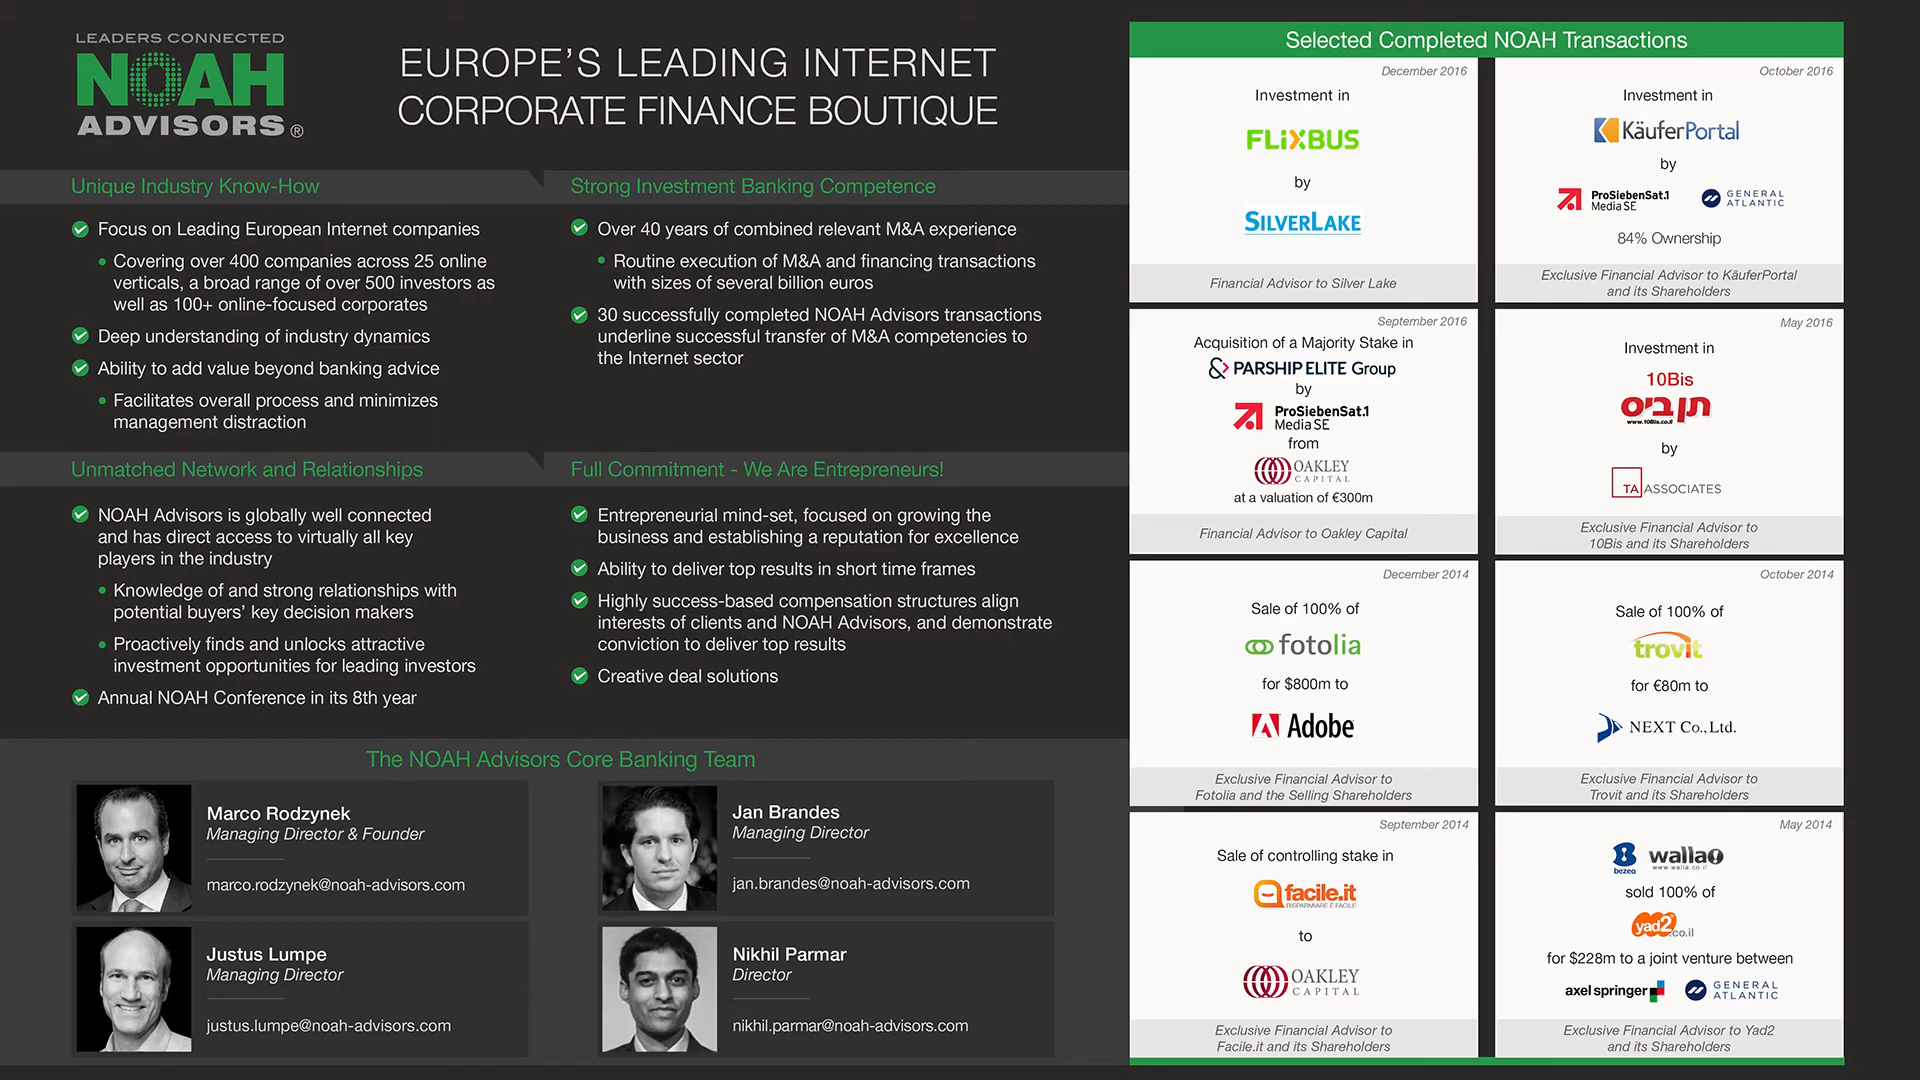 LEADERS CONNECTED
NOAH
ADVISORS®
EUROPE'S LEADING INTERNET
CORPORATE FINANCE BOUTIQUE
Unique Industry Know-How
Focus on Leading European Internet companies
Covering over 400 companies across 25 online
verticals, a broad range of over 500 investors as
well as 100+ online-focused corporates
Deep understanding of industry dynamics
Ability to add value beyond banking advice
Facilitates overall process and minimizes
management distraction
Strong Investment Banking Competence
Over 40 years of combined relevant M&A experience
Routine execution of M&A and financing transactions
with sizes of several billion euros
30 successfully completed NOAH Advisors transactions
underline successful transfer of M&A competencies to
the Internet sector
Unmatched Network and Relationships
NOAH Advisors is globally well connected
and has direct access to virtually all key
players in the industry
Knowledge of and strong relationships with
potential buyers' key decision makers
Proactively finds and unlocks attractive
investment opportunities for leading investors
Annual NOAH Conference in its 8th year
Full Commitment - We Are Entrepreneurs!
Entrepreneurial mind-set, focused on growing the
business and establishing a reputation for excellence
Ability to deliver top results in short time frames
Highly success-based compensation structures align
interests of clients and NOAH Advisors, and demonstrate
conviction to deliver top results
Creative deal solutions
The NOAH Advisors Core Banking Team
Marco Rodzynek
Managing Director & Founder
marco.rodzynek@noah-advisors.com
Jan Brandes
Managing Director
jan.brandes@noah-advisors.com
Justus Lumpe
Managing Director
justus.lumpe@noah-advisors.com
Nikhil Parmar
Director
nikhil.parmar@noah-advisors.com
Selected Completed NOAH Transactions
December 2016
Investment in
FLiXBUS
by
SILVERLAKE
Financial Advisor to Silver Lake
October 2016
Investment in
KäuferPortal
by
ProSiebenSat.1
Media SE
GENERAL
ATLANTIC
84% Ownership
Exclusive Financial Advisor to KäuferPortal
and its Shareholders
September 2016
Acquisition of a Majority Stake in
PARSHIP ELITE Group
by
ProSiebenSat.1
Media SE
from
OAKLEY
CAPITAL
at a valuation of €300m
Financial Advisor to Oakley Capital
May 2016
Investment in
10Bis
תן ביס
www.10Bis.co.il
by
TA ASSOCIATES
Exclusive Financial Advisor to
10Bis and its Shareholders
December 2014
Sale of 100% of
fotolia
for $800m to
Adobe
Exclusive Financial Advisor to
Fotolia and the Selling Shareholders
October 2014
Sale of 100% of
trovit
for €80m to
NEXT Co., Ltd.
Exclusive Financial Advisor to
Trovit and its Shareholders
September 2014
Sale of controlling stake in
facile.it
RISPARMIARE È FACILE
to
OAKLEY
CAPITAL
Exclusive Financial Advisor to
Facile.it and its Shareholders
May 2014
bezeq
walla!
www.walla.co.il
sold 100% of
yad2.co.il
for $228m to a joint venture between
axel springer
GENERAL
ATLANTIC
Exclusive Financial Advisor to Yad2
and its Shareholders